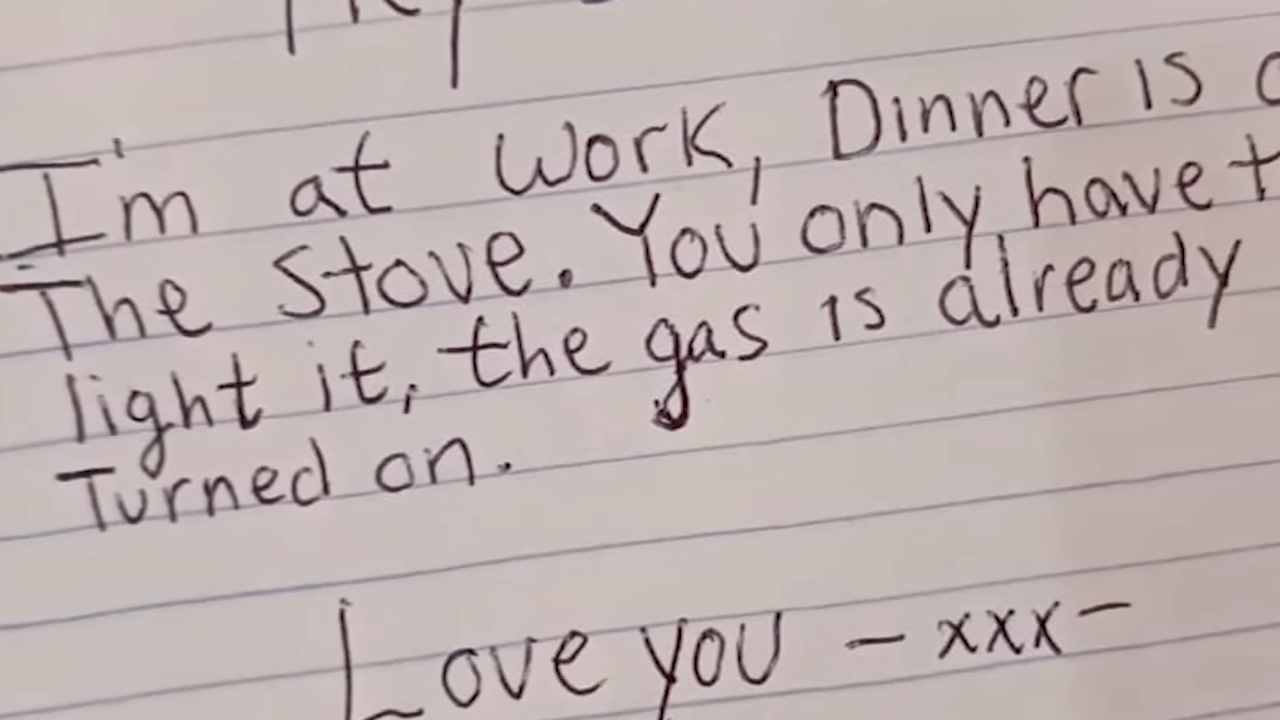 I'm at Work, Dinner is
The Stove. You only have
light it, the gas is already
Turned on.
Love you - xxx -